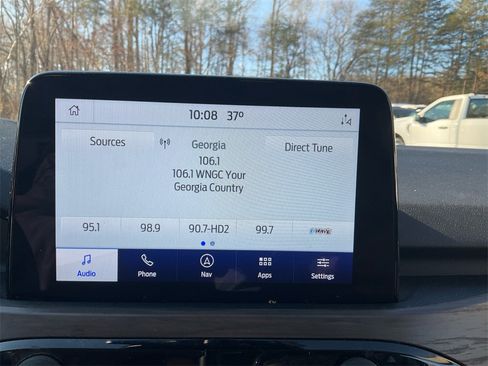 10:08 37°
Sources
Georgia
Direct Tune
106.1
106.1 WNGC Your
Georgia Country
95.1 98.9 90.7-HD2 99.7
Audio Phone Nav Apps Settings